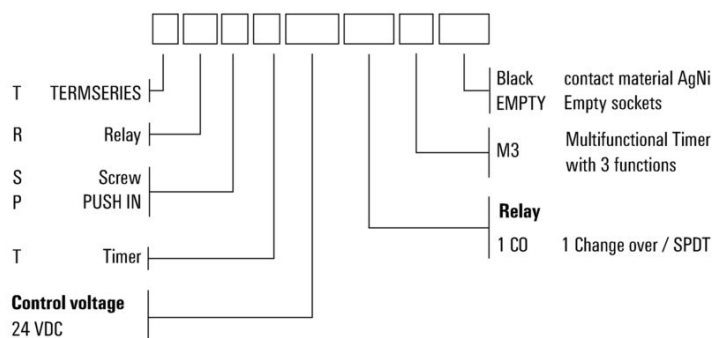 T TERMSERIES
R Relay
S Screw
P PUSH IN
T Timer
Control voltage
24 VDC
Black contact material AgNi
EMPTY Empty sockets
M3 Multifunctional Timer
with 3 functions
Relay
1 CO 1 Change over / SPDT